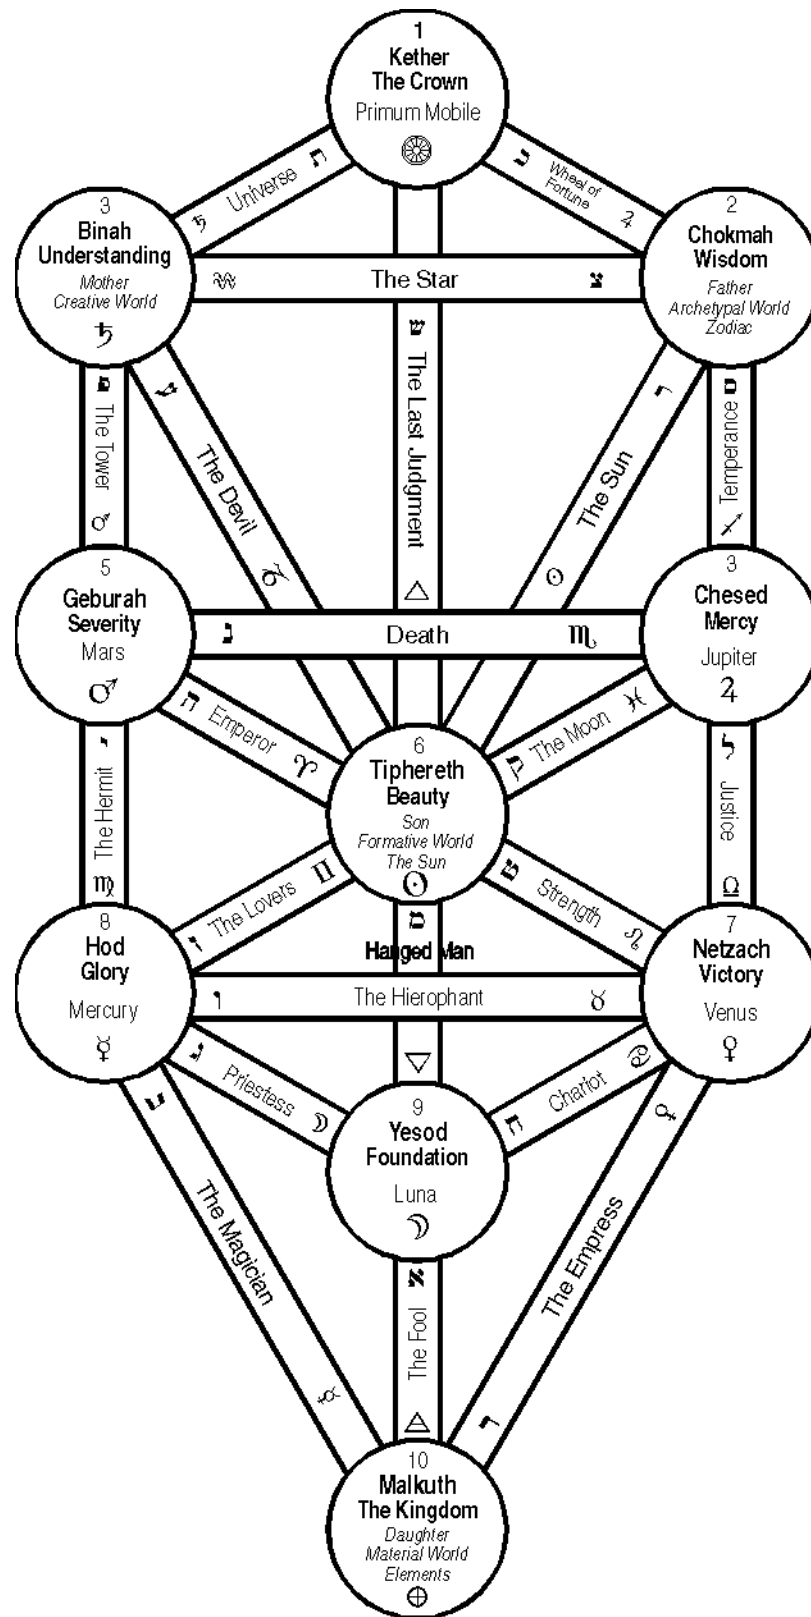 1
Kether
The Crown
Primum Mobile
♄ Universe ת
כ Wheel of
Fortune ♃
3
Binah
Understanding
Mother
Creative World
♄
2
Chokmah
Wisdom
Father
Archetypal World
Zodiac
The Star צ
ש The Last Judgment △
The Tower ♂
ע The Devil ♑
ר The Sun ☉
Temperance ♐
5
Geburah
Severity
Mars
♂
3
Chesed
Mercy
Jupiter
♃
נ Death ♏
ה Emperor ♈
ק The Moon ♓
6
Tiphereth
Beauty
Son
Formative World
The Sun
☉
י The Hermit ♍
ל Justice ♎
ז The Lovers ♊
Strength ♌
8
Hod
Glory
Mercury
☿
7
Netzach
Victory
Venus
♀
מ
Hanged Man
▽
ו The Hierophant ♉
ג Priestess ☽
ח Chariot ♋
9
Yesod
Foundation
Luna
☽
The Magician ☿
א The Fool 🜁
ד The Empress ♀
10
Malkuth
The Kingdom
Daughter
Material World
Elements
⊕